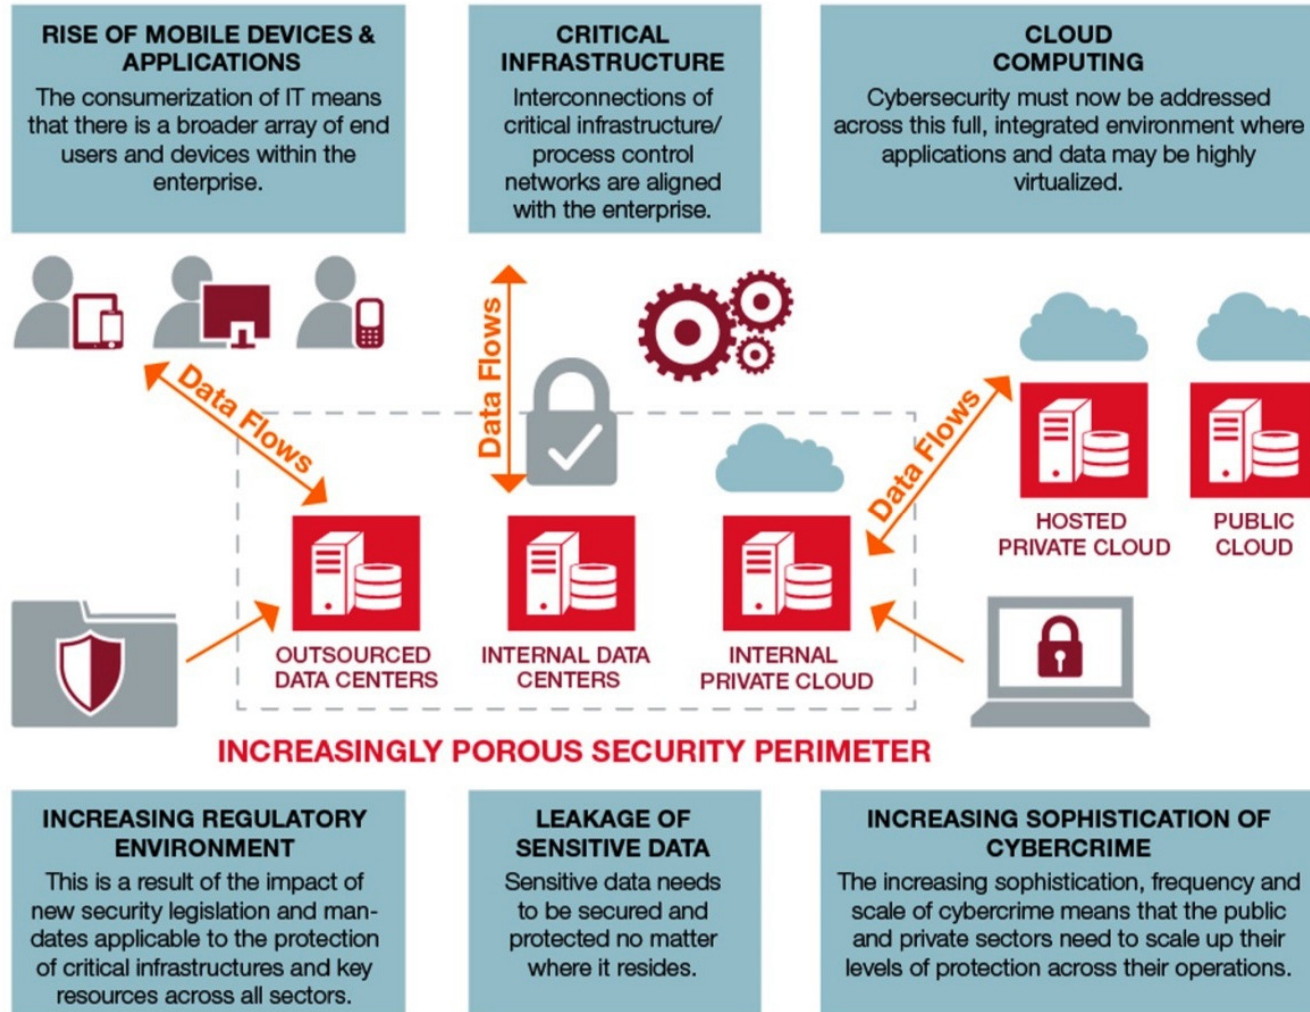 RISE OF MOBILE DEVICES &
APPLICATIONS
The consumerization of IT means
that there is a broader array of end
users and devices within the
enterprise.
CRITICAL
INFRASTRUCTURE
Interconnections of
critical infrastructure/
process control
networks are aligned
with the enterprise.
CLOUD
COMPUTING
Cybersecurity must now be addressed
across this full, integrated environment where
applications and data may be highly
virtualized.
Data Flows
Data Flows
Data Flows
HOSTED
PRIVATE CLOUD
PUBLIC
CLOUD
OUTSOURCED
DATA CENTERS
INTERNAL DATA
CENTERS
INTERNAL
PRIVATE CLOUD
INCREASINGLY POROUS SECURITY PERIMETER
INCREASING REGULATORY
ENVIRONMENT
This is a result of the impact of
new security legislation and man-
dates applicable to the protection
of critical infrastructures and key
resources across all sectors.
LEAKAGE OF
SENSITIVE DATA
Sensitive data needs
to be secured and
protected no matter
where it resides.
INCREASING SOPHISTICATION OF
CYBERCRIME
The increasing sophistication, frequency and
scale of cybercrime means that the public
and private sectors need to scale up their
levels of protection across their operations.